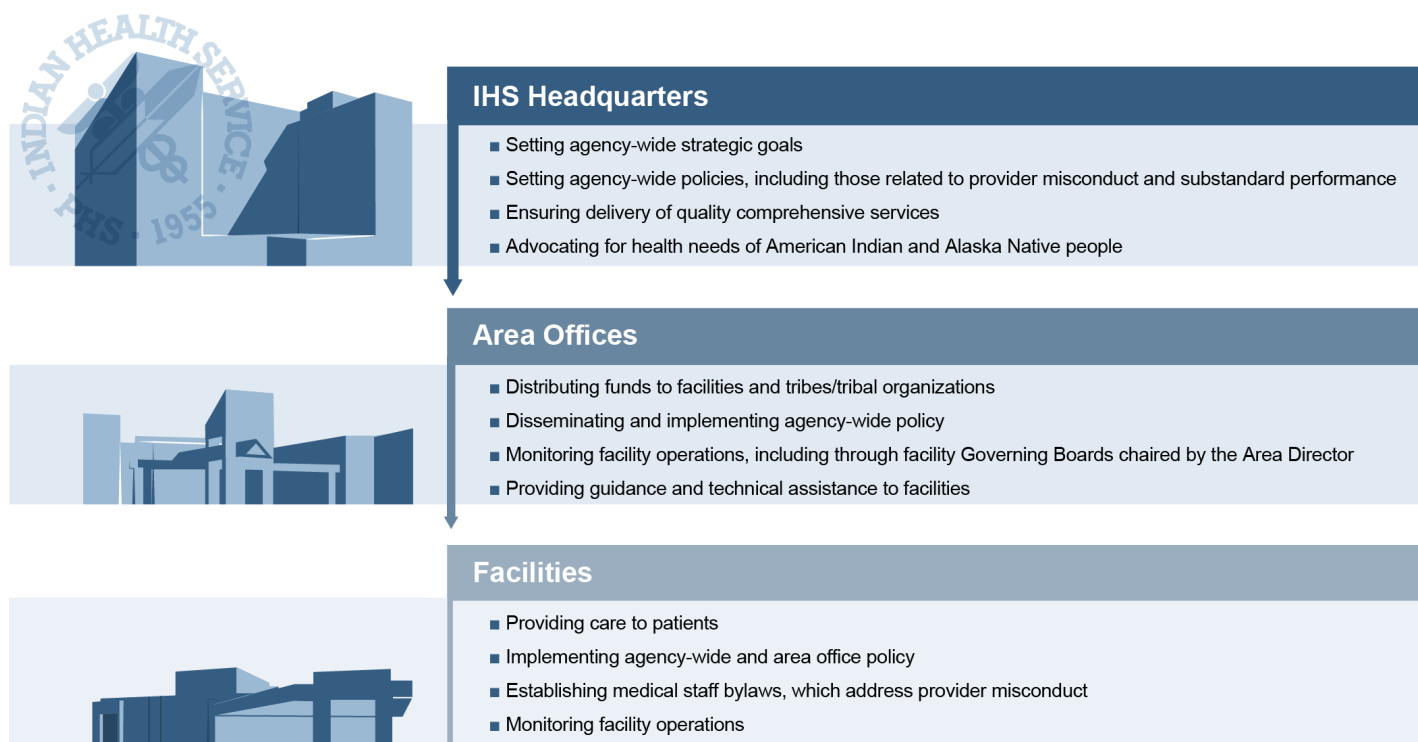 INDIAN HEALTH SERVICE
· PHS · 1955 ·
IHS Headquarters
■ Setting agency-wide strategic goals
■ Setting agency-wide policies, including those related to provider misconduct and substandard performance
■ Ensuring delivery of quality comprehensive services
■ Advocating for health needs of American Indian and Alaska Native people
Area Offices
■ Distributing funds to facilities and tribes/tribal organizations
■ Disseminating and implementing agency-wide policy
■ Monitoring facility operations, including through facility Governing Boards chaired by the Area Director
■ Providing guidance and technical assistance to facilities
Facilities
■ Providing care to patients
■ Implementing agency-wide and area office policy
■ Establishing medical staff bylaws, which address provider misconduct
■ Monitoring facility operations